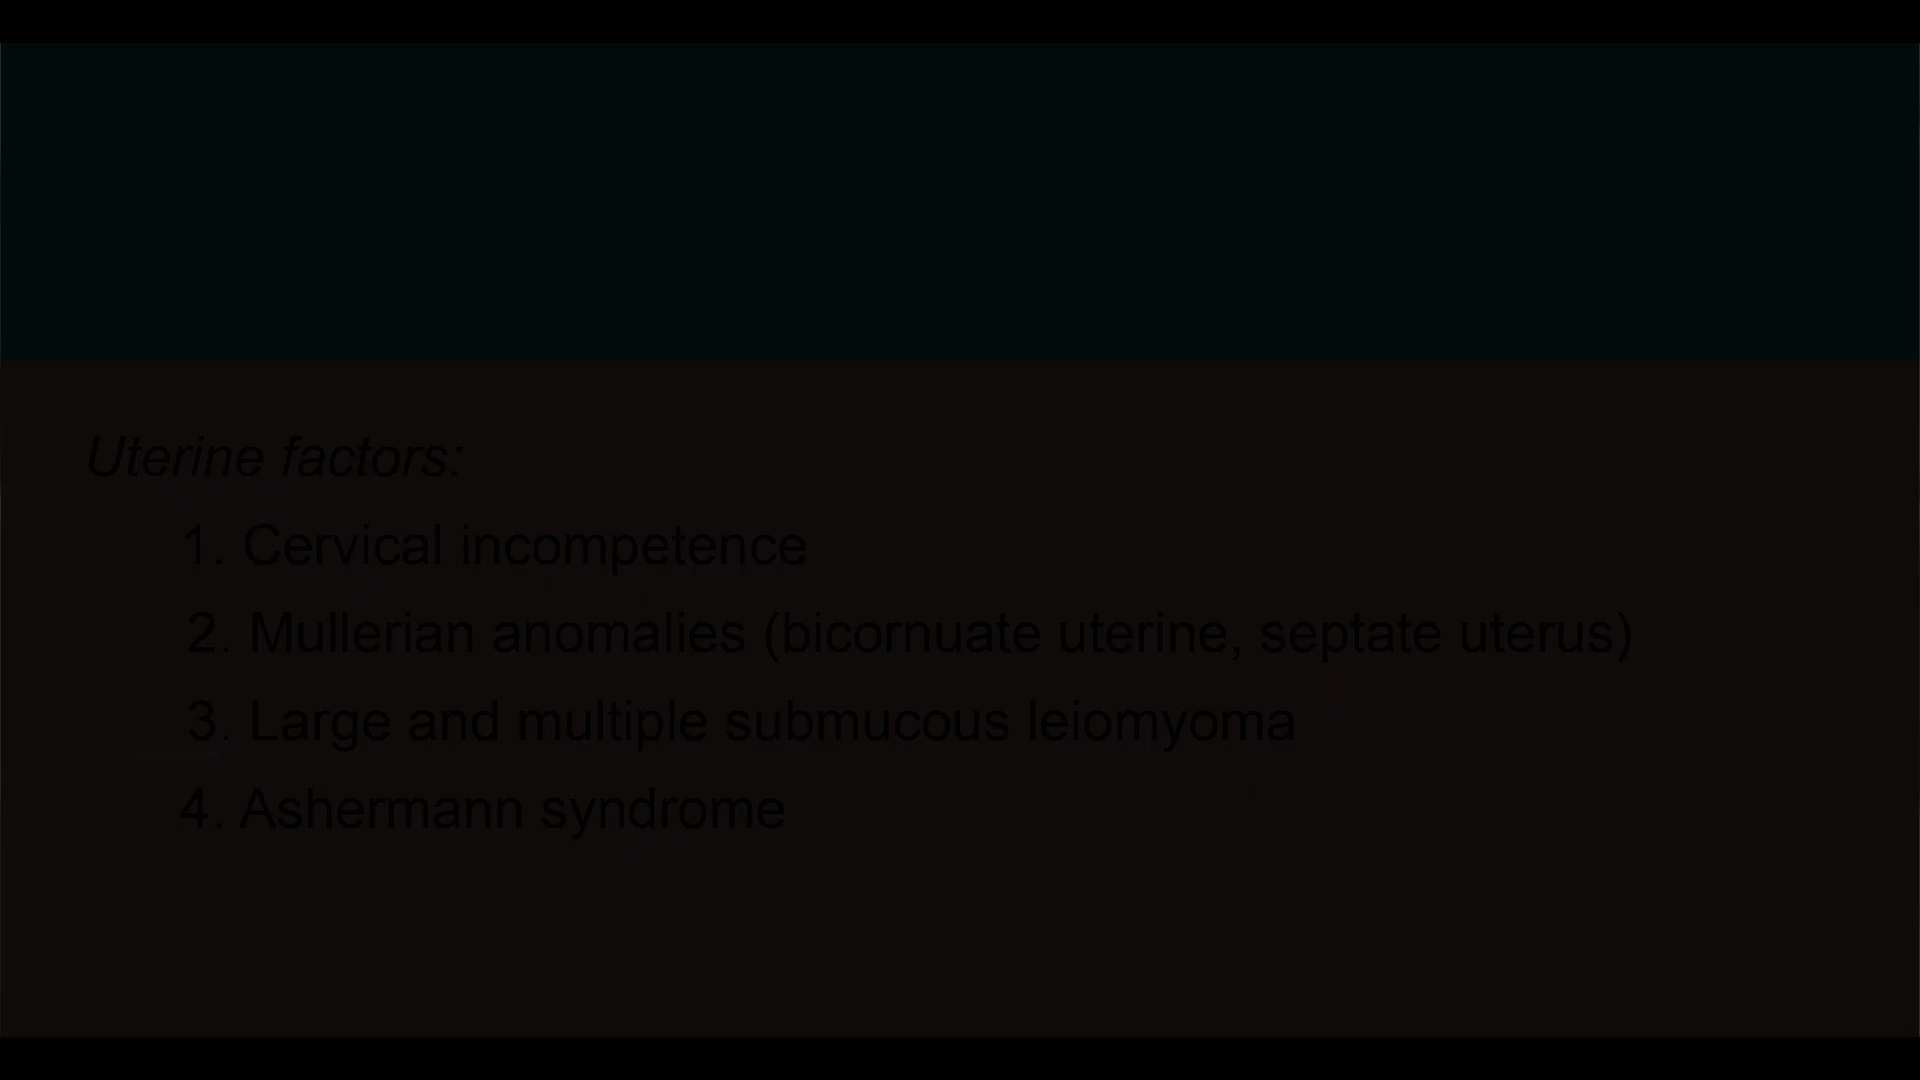 Uterine factors:
1. Cervical incompetence
2. Mullerian anomalies (bicornuate uterine, septate uterus)
3. Large and multiple submucous leiomyoma
4. Ashermann syndrome